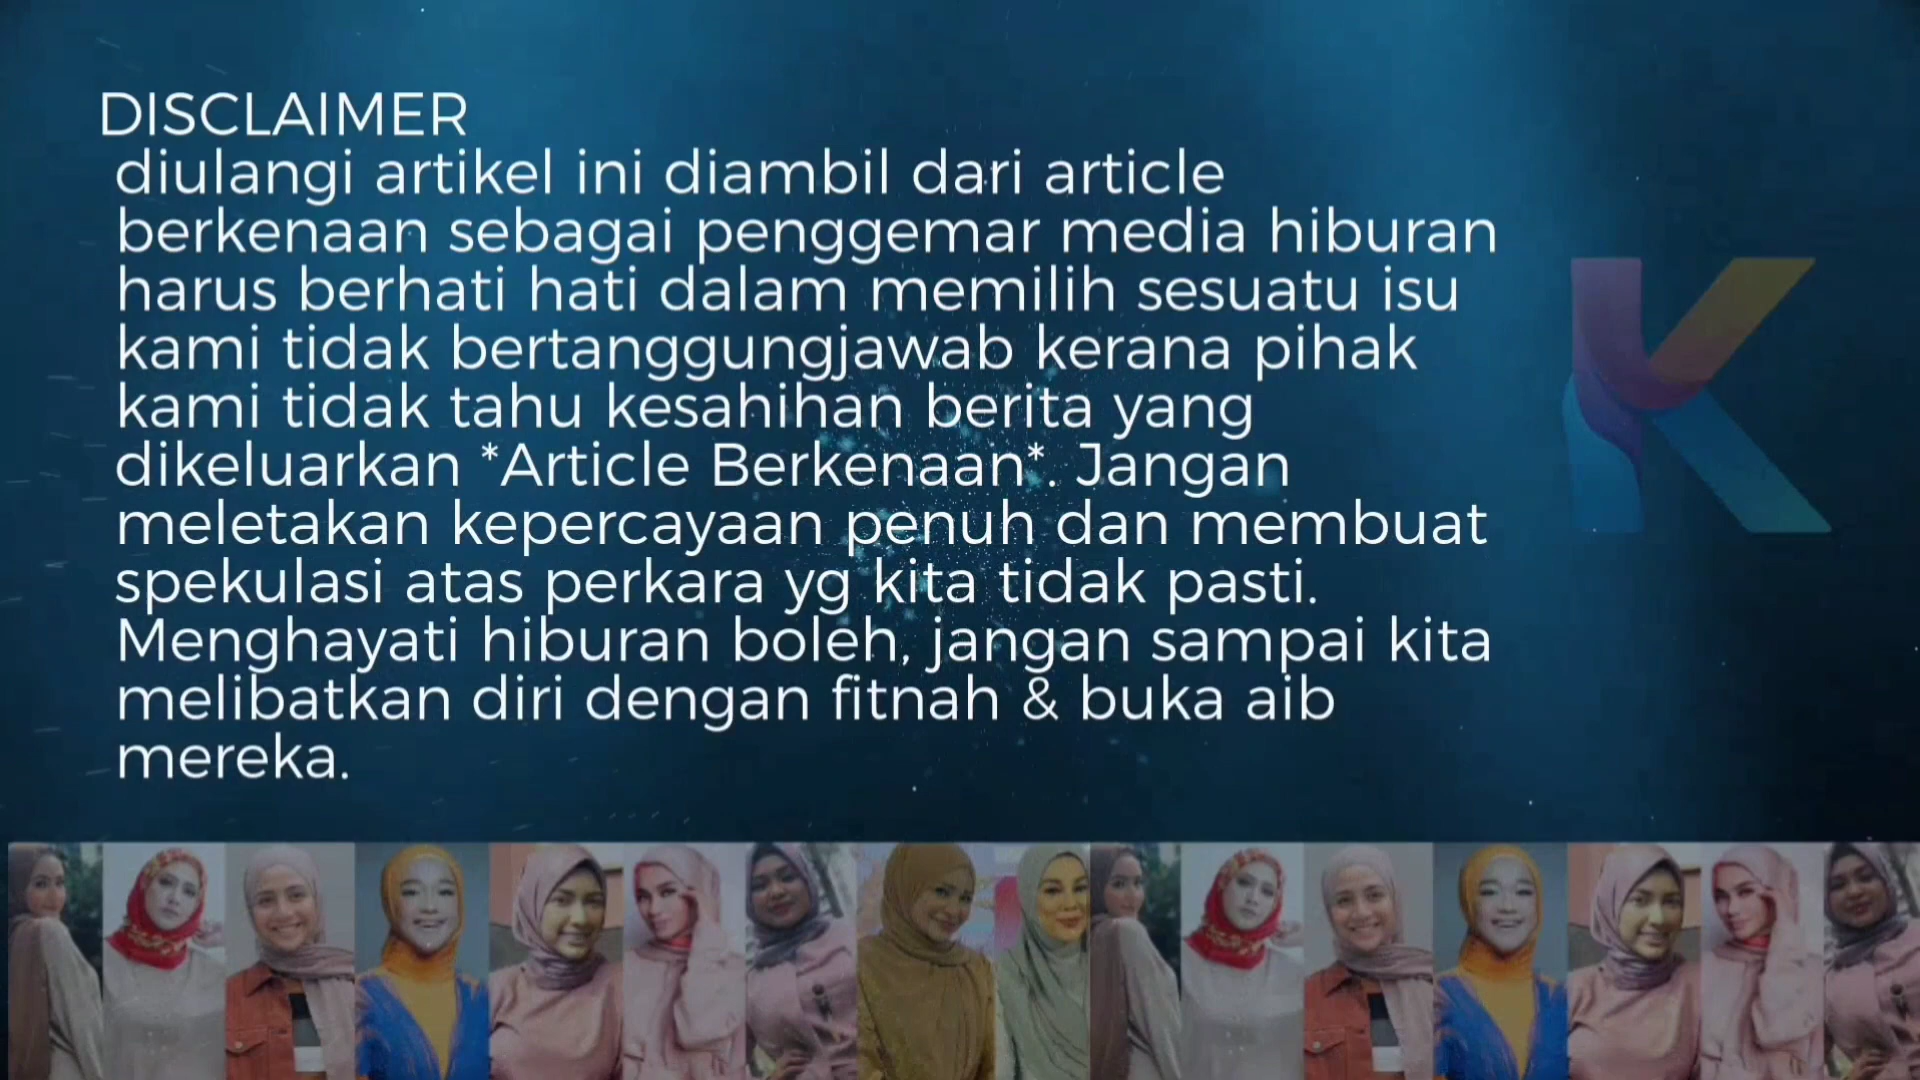 DISCLAIMER
diulangi artikel ini diambil dari article
berkenaan sebagai penggemar media hiburan
harus berhati hati dalam memilih sesuatu isu
kami tidak bertanggungjawab kerana pihak
kami tidak tahu kesahihan berita yang
dikeluarkan *Article Berkenaan*. Jangan
meletakan kepercayaan penuh dan membuat
spekulasi atas perkara yg kita tidak pasti.
Menghayati hiburan boleh, jangan sampai kita
melibatkan diri dengan fitnah & buka aib
mereka.
K